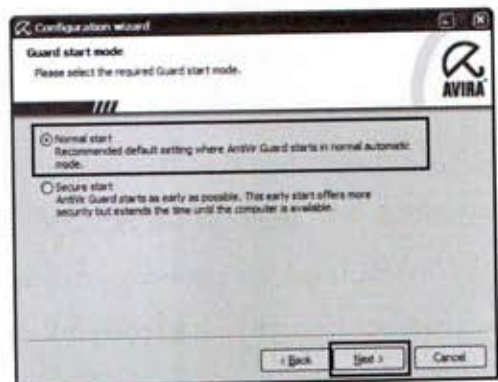 Configuration wizard
Guard start mode
Please select the required Guard start mode.
AVIRA
Normal start
Recommended default setting where AntiVir Guard starts in normal automatic
mode.
Secure start
AntiVir Guard starts as early as possible. This early start offers more
security but extends the time until the computer is available.
< Back
Next >
Cancel